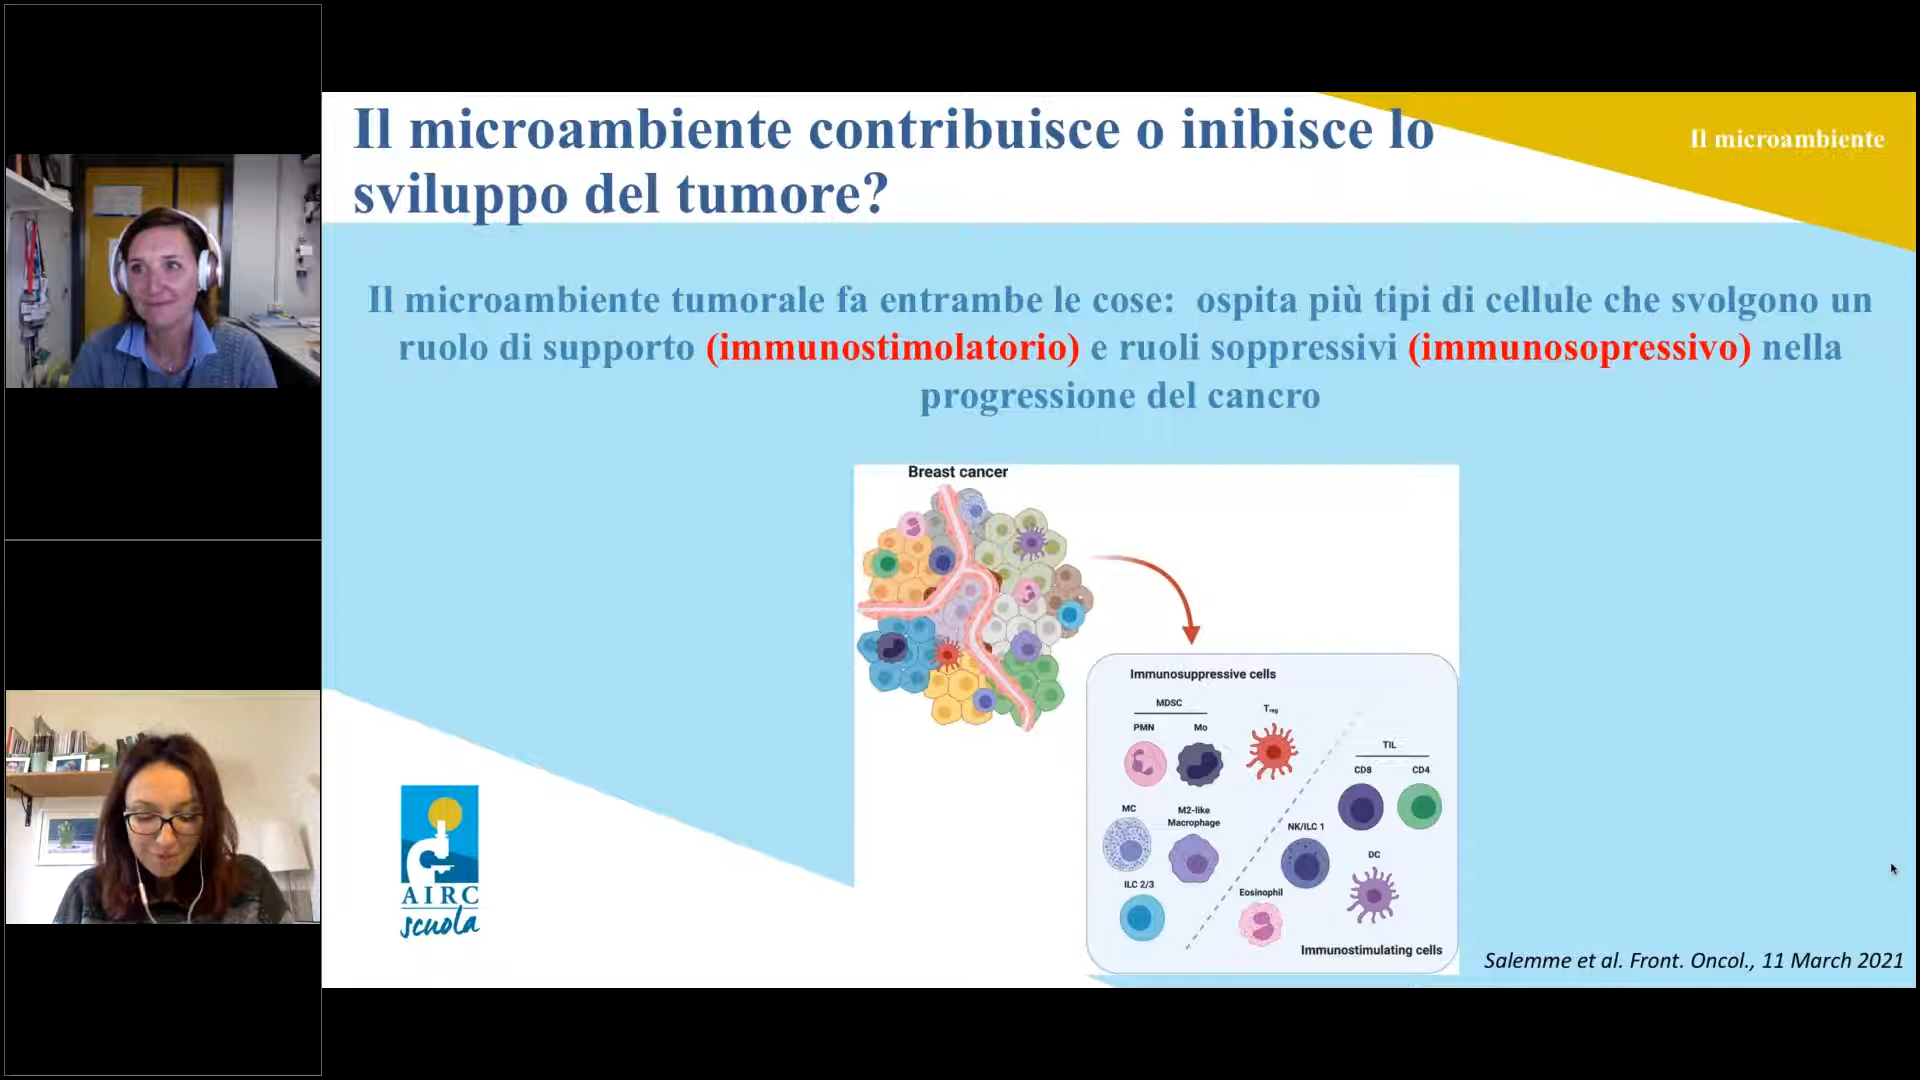 Il microambiente contribuisce o inibisce lo
sviluppo del tumore?
Il microambiente
Il microambiente tumorale fa entrambe le cose: ospita più tipi di cellule che svolgono un
ruolo di supporto (immunostimolatorio) e ruoli soppressivi (immunosopressivo) nella
progressione del cancro
Breast cancer
Immunosuppressive cells
MDSC
PMN
Mo
Treg
TIL
CD8
CD4
MC
M2-like
Macrophage
NK/ILC 1
DC
ILC 2/3
Eosinophil
Immunostimulating cells
AIRC
scuola
Salemme et al. Front. Oncol., 11 March 2021